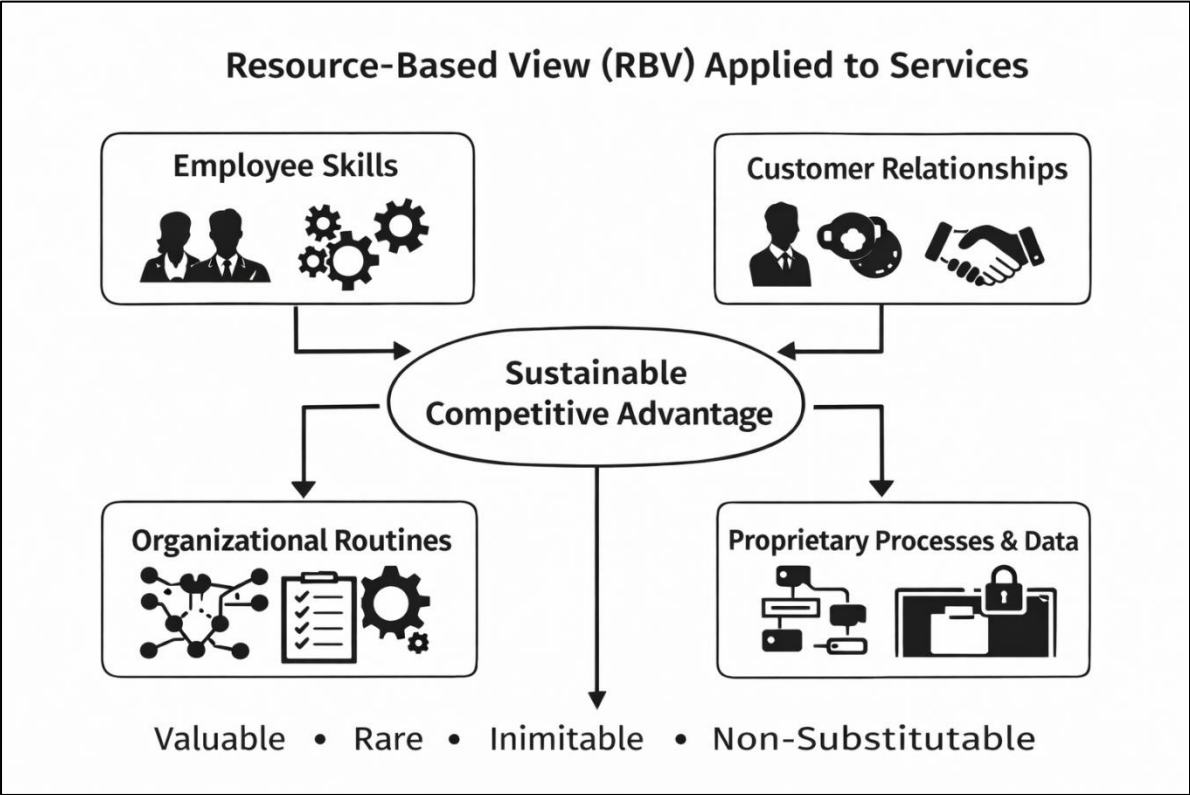 Resource-Based View (RBV) Applied to Services
Employee Skills
Customer Relationships
Sustainable
Competitive Advantage
Organizational Routines
Proprietary Processes & Data
Valuable • Rare • Inimitable • Non-Substitutable